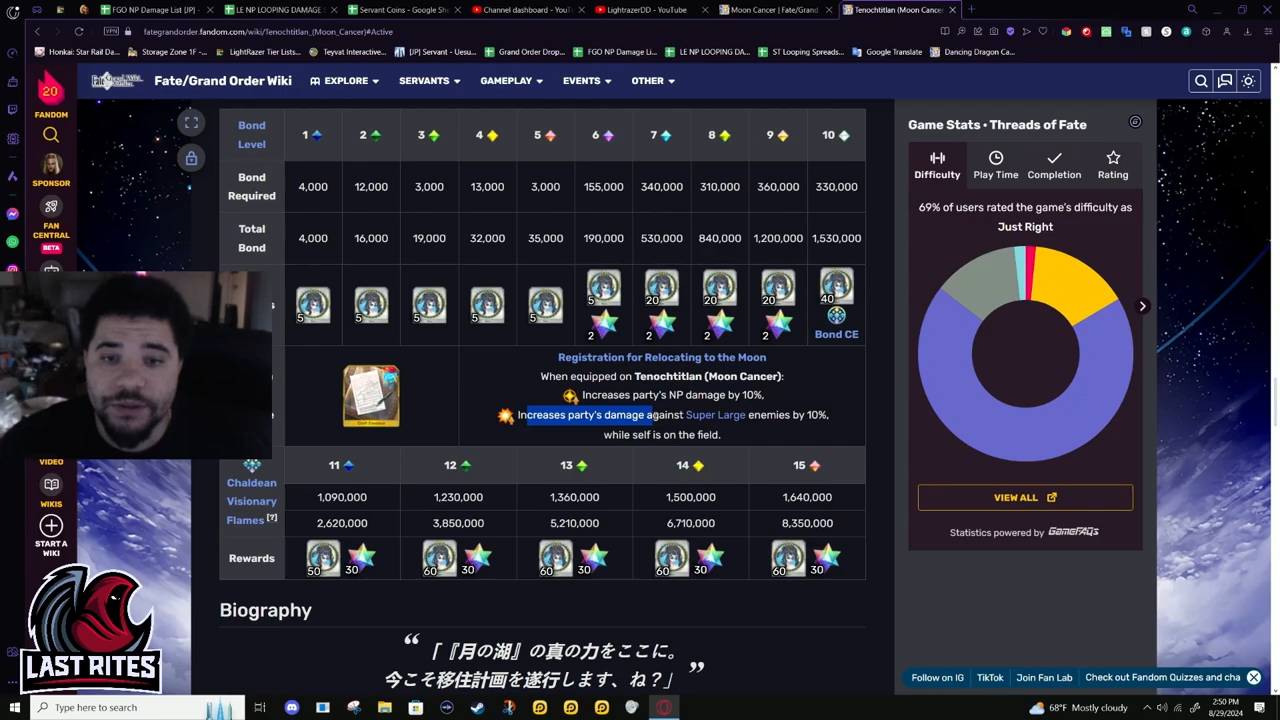 FGO NP Damage List [JP] -
LE NP LOOPING DAMAGE
Servant Coins - Google Sh
Channel dashboard - YouTu
LightrazerDD - YouTube
Moon Cancer | Fate/Grand
Tenochtitlan (Moon Cancer
VPN
fategrandorder.fandom.com/wiki/Tenochtitlan_(Moon_Cancer)#Active
Honkai: Star Rail Da...
Storage Zone 1F -...
LightRazer Tier Lists...
Teyvat Interactive...
[JP] Servant - Uesu...
Grand Order Drop...
FGO NP Damage Li...
LE NP LOOPING DA...
ST Looping Spreads...
Google Translate
Dancing Dragon Ca...
20
FANDOM
Fate/Grand Order Wiki
EXPLORE
SERVANTS
GAMEPLAY
EVENTS
OTHER
SPONSOR
FAN
CENTRAL
BETA
VIDEO
WIKIS
START A
WIKI
Bond
Level
1
2
3
4
5
6
7
8
9
10
Bond
Required
4,000
12,000
3,000
13,000
3,000
155,000
340,000
310,000
360,000
330,000
Total
Bond
4,000
16,000
19,000
32,000
35,000
190,000
530,000
840,000
1,200,000
1,530,000
5
5
5
5
5
5
20
20
20
40
2
2
2
2
Bond CE
Registration for Relocating to the Moon
When equipped on Tenochtitlan (Moon Cancer):
Increases party's NP damage by 10%,
Increases party's damage against Super Large enemies by 10%,
while self is on the field.
Chaldean
Visionary
Flames [?]
11
12
13
14
15
1,090,000
1,230,000
1,360,000
1,500,000
1,640,000
2,620,000
3,850,000
5,210,000
6,710,000
8,350,000
Rewards
50
30
60
30
60
30
60
30
60
30
Biography
“
「『月の湖』の真の力をここに。
今こそ移住計画を遂行します、ね？」
”
Game Stats • Threads of Fate
Difficulty
Play Time
Completion
Rating
69% of users rated the game's difficulty as
Just Right
VIEW ALL
Statistics powered by GameFAQs
LAST RITES
Follow on IG
TikTok
Join Fan Lab
Check out Fandom Quizzes and cha
Type here to search
68°F Mostly cloudy
2:50 PM
8/29/2024